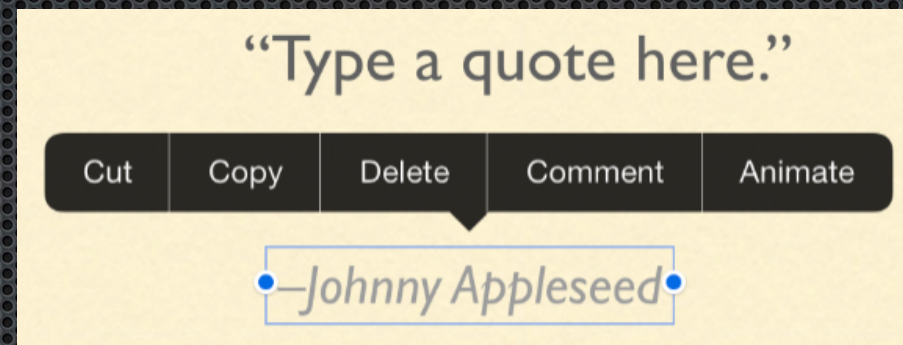 “Type a quote here.”
Cut Copy Delete Comment Animate
–Johnny Appleseed